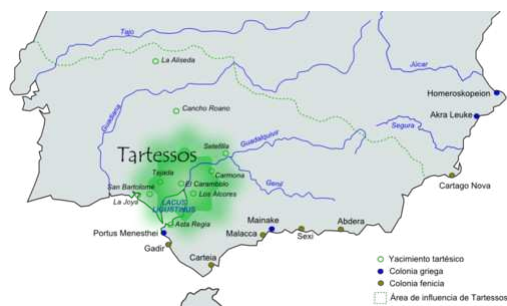 Tajo
La Aliseda
Júcar
Homeroskopeion
Guadiana
Cancho Roano
Akra Leuke
Segura
Guadalquivir
Setefilla
Tartessos
Tejada
Carmona
Cartago Nova
San Bartolomé
El Carambolo
Genil
La Joya
Los Alcores
LACUS
LIGUSTINUS
Asta Regia
Portus Menesthei
Mainake
Abdera
Gadir
Malacca
Sexi
Carteia
Yacimiento tartésico
Colonia griega
Colonia fenicia
Área de influencia de Tartessos